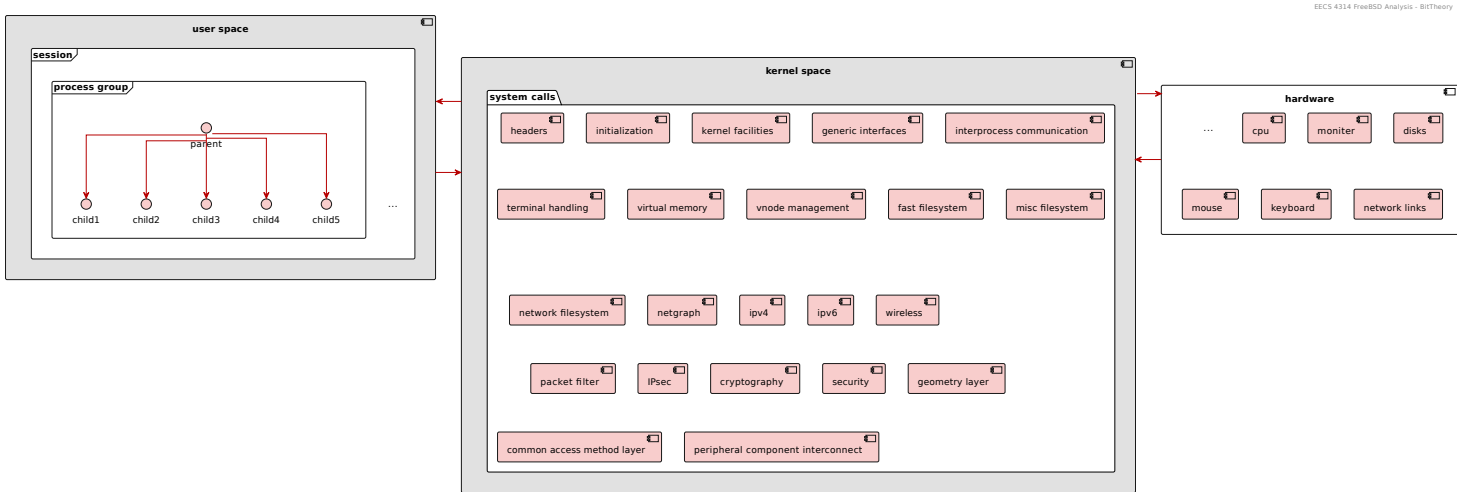 EECS 4314 FreeBSD Analysis - BitTheory
user space
session
process group
parent
child1 child2 child3 child4 child5 ...
kernel space
system calls
headers initialization kernel facilities generic interfaces interprocess communication
terminal handling virtual memory vnode management fast filesystem misc filesystem
network filesystem netgraph ipv4 ipv6 wireless
packet filter IPsec cryptography security geometry layer
common access method layer peripheral component interconnect
hardware
... cpu moniter disks
mouse keyboard network links